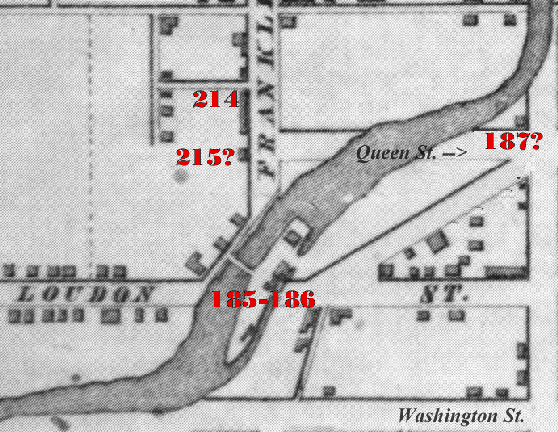 FRANKL
214
215?
187?
Queen St. -->
185-186
LOUDON ST.
Washington St.